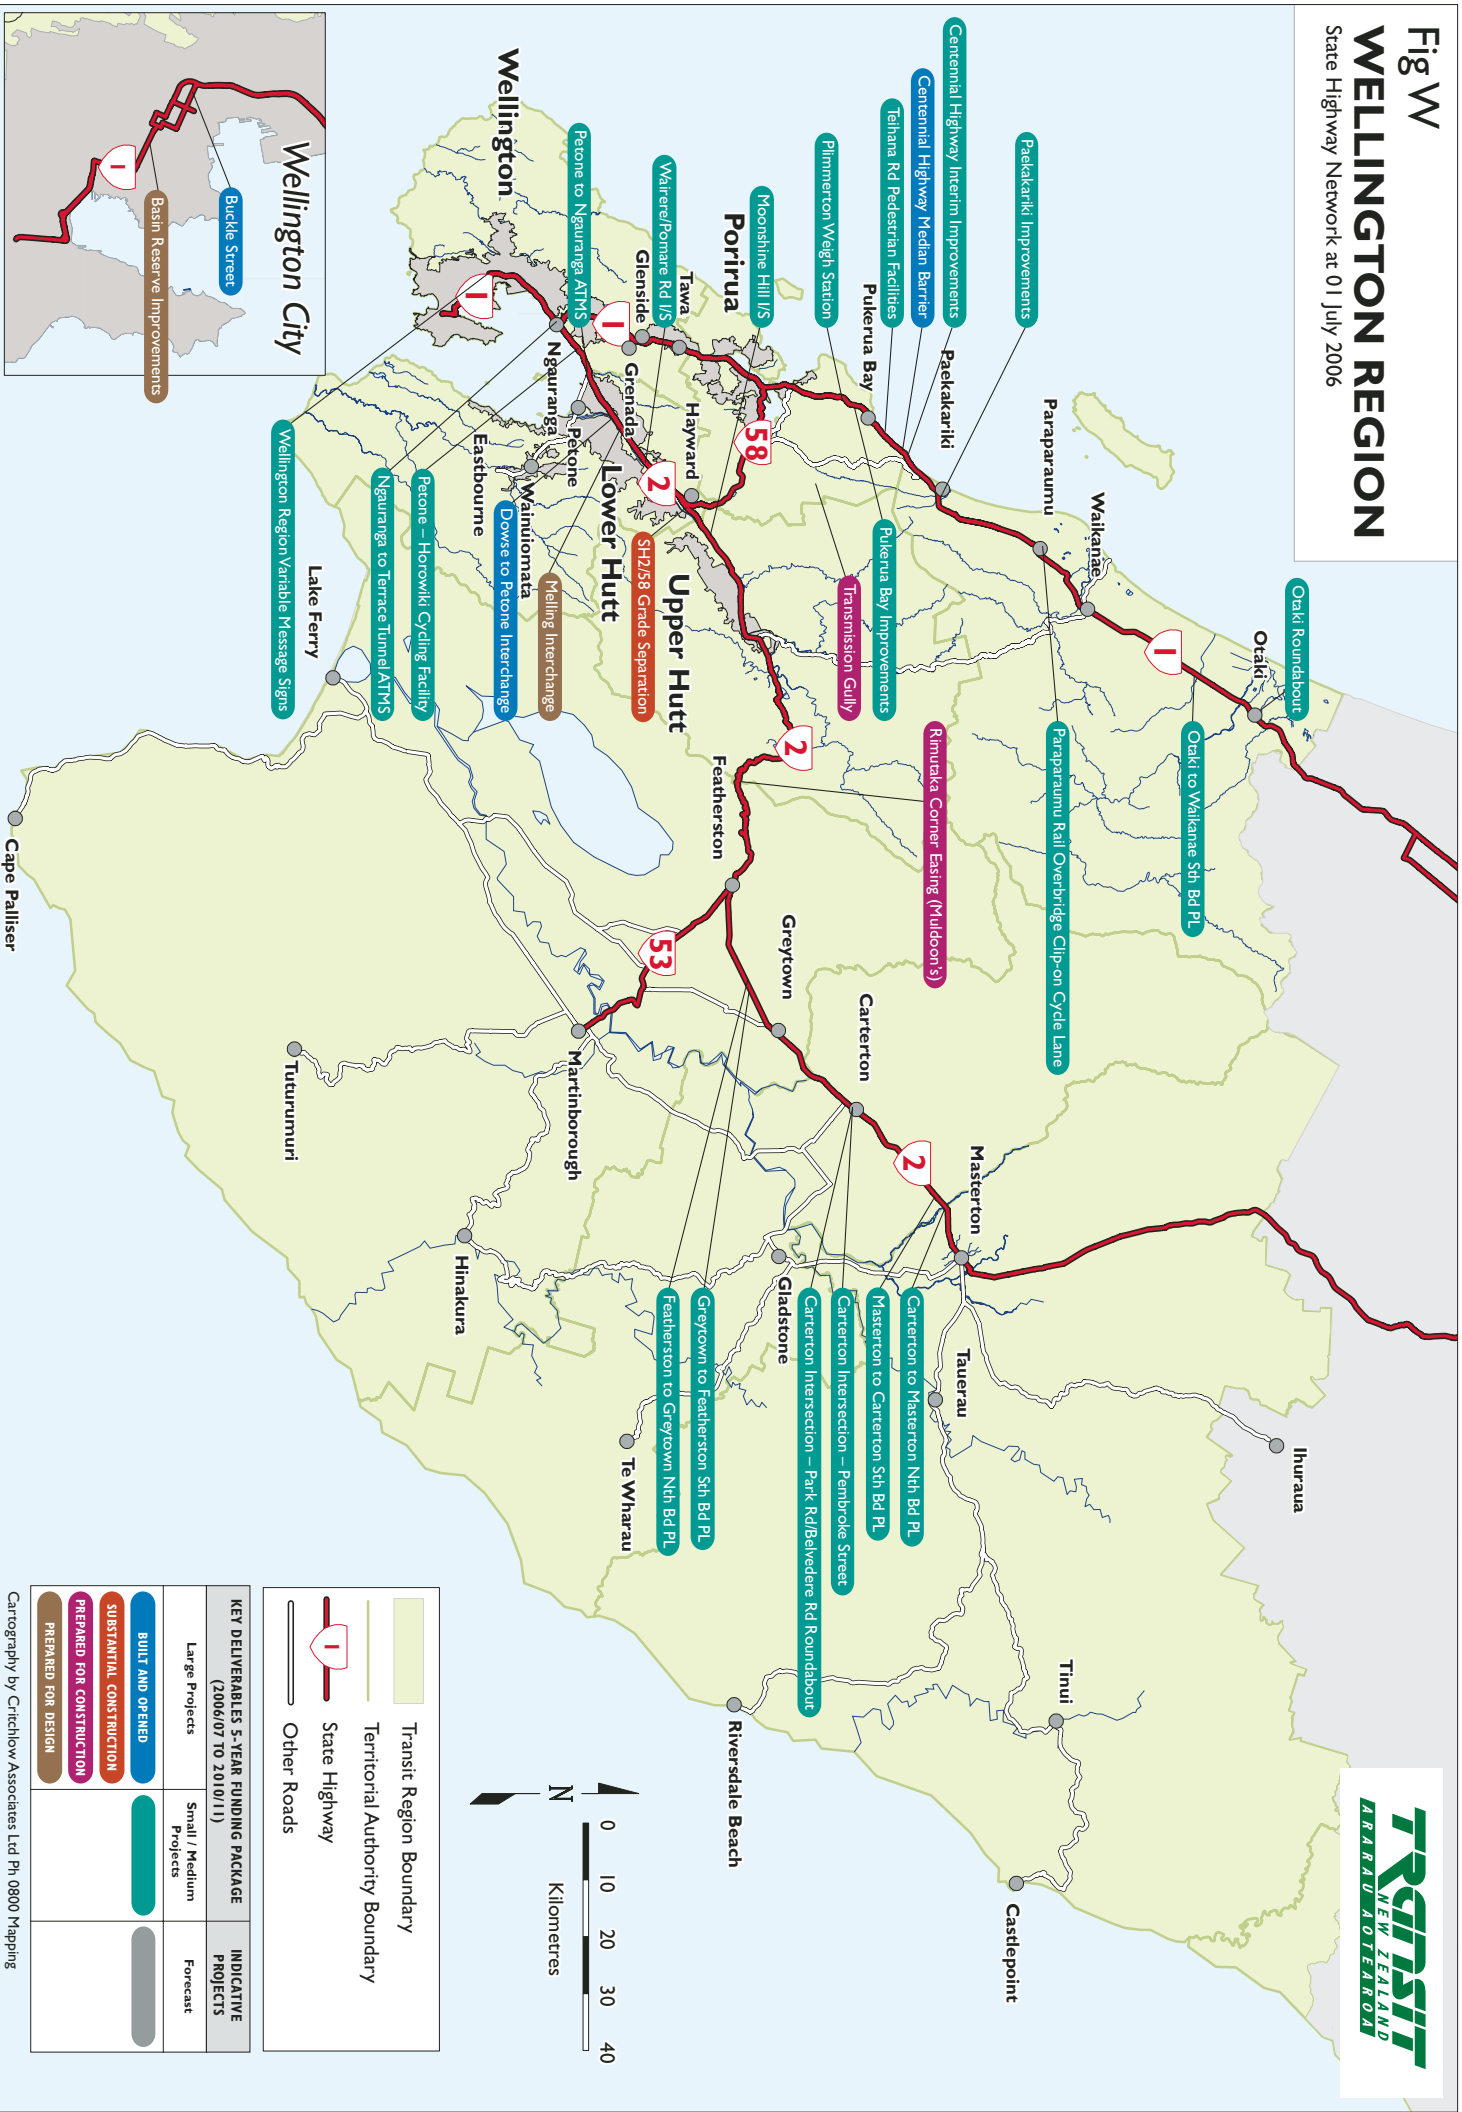 Fig W
WELLINGTON REGION
State Highway Network at 01 July 2006
TRANSIT
NEW ZEALAND
ARARAU AOTEAROA
Otaki Roundabout
Otaki
Otaki to Waikanae Sth Bd PL
1
Waikanae
Paraparaumu
Paraparaumu Rail Overbridge Clip-on Cycle Lane
Paekakariki Improvements
Paekakariki
Centennial Highway Interim Improvements
Centennial Highway Median Barrier
Teihana Rd Pedestrian Facilities
Pukerua Bay
Pukerua Bay Improvements
Plimmerton Weigh Station
Transmission Gully
Rimutaka Corner Easing (Muldoon's)
Moonshine Hill I/S
Porirua
58
Tawa
Wairere/Pomare Rd I/S
Glenside
Grenada
Hayward
1
2
Petone to Ngauranga ATMS
Ngauranga
Petone
Lower Hutt
Upper Hutt
SH2/58 Grade Separation
Wellington
1
Wainuiomata
Eastbourne
Melling Interchange
Dowse to Petone Interchange
Petone – Horowiki Cycling Facility
Ngauranga to Terrace Tunnel ATMS
Wellington Region Variable Message Signs
Lake Ferry
Cape Palliser
2
Featherston
53
Greytown
Carterton
2
Masterton
Martinborough
Tuturumuri
Hinakura
Gladstone
Te Wharau
Tauerau
Ihuraua
Tinui
Castlepoint
Riversdale Beach
Carterton to Masterton Nth Bd PL
Masterton to Carterton Sth Bd PL
Carterton Intersection – Pembroke Street
Carterton Intersection – Park Rd/Belvedere Rd Roundabout
Greytown to Featherston Sth Bd PL
Featherston to Greytown Nth Bd PL
Wellington City
Buckle Street
Basin Reserve Improvements
1
N
0 10 20 30 40
Kilometres
Transit Region Boundary
Territorial Authority Boundary
1
State Highway
Other Roads
KEY DELIVERABLES 5-YEAR FUNDING PACKAGE
(2006/07 TO 2010/11)
INDICATIVE
PROJECTS
Large Projects
Small / Medium
Projects
Forecast
BUILT AND OPENED
SUBSTANTIAL CONSTRUCTION
PREPARED FOR CONSTRUCTION
PREPARED FOR DESIGN
Cartography by Critchlow Associates Ltd Ph 0800 Mapping